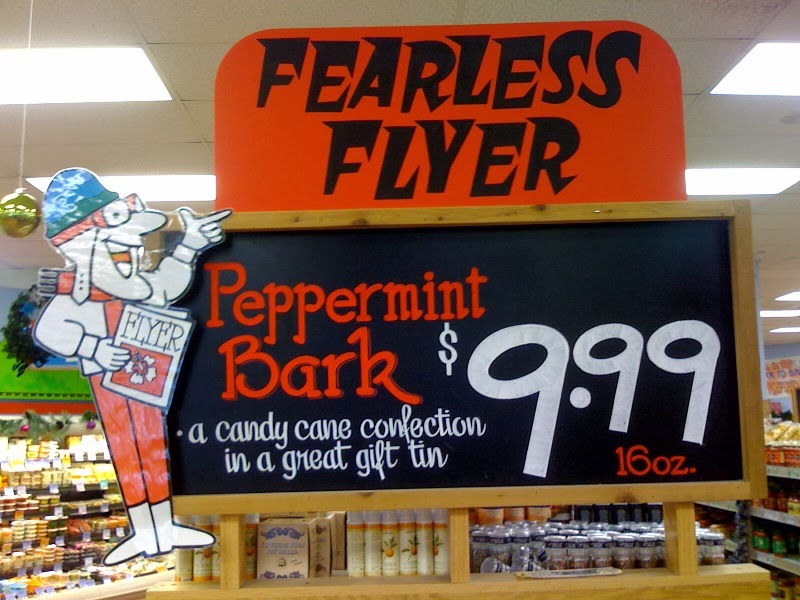 FEARLESS
FLYER
FLYER
Peppermint
Bark
$9.99
• a candy cane confection
in a great gift tin
16oz.